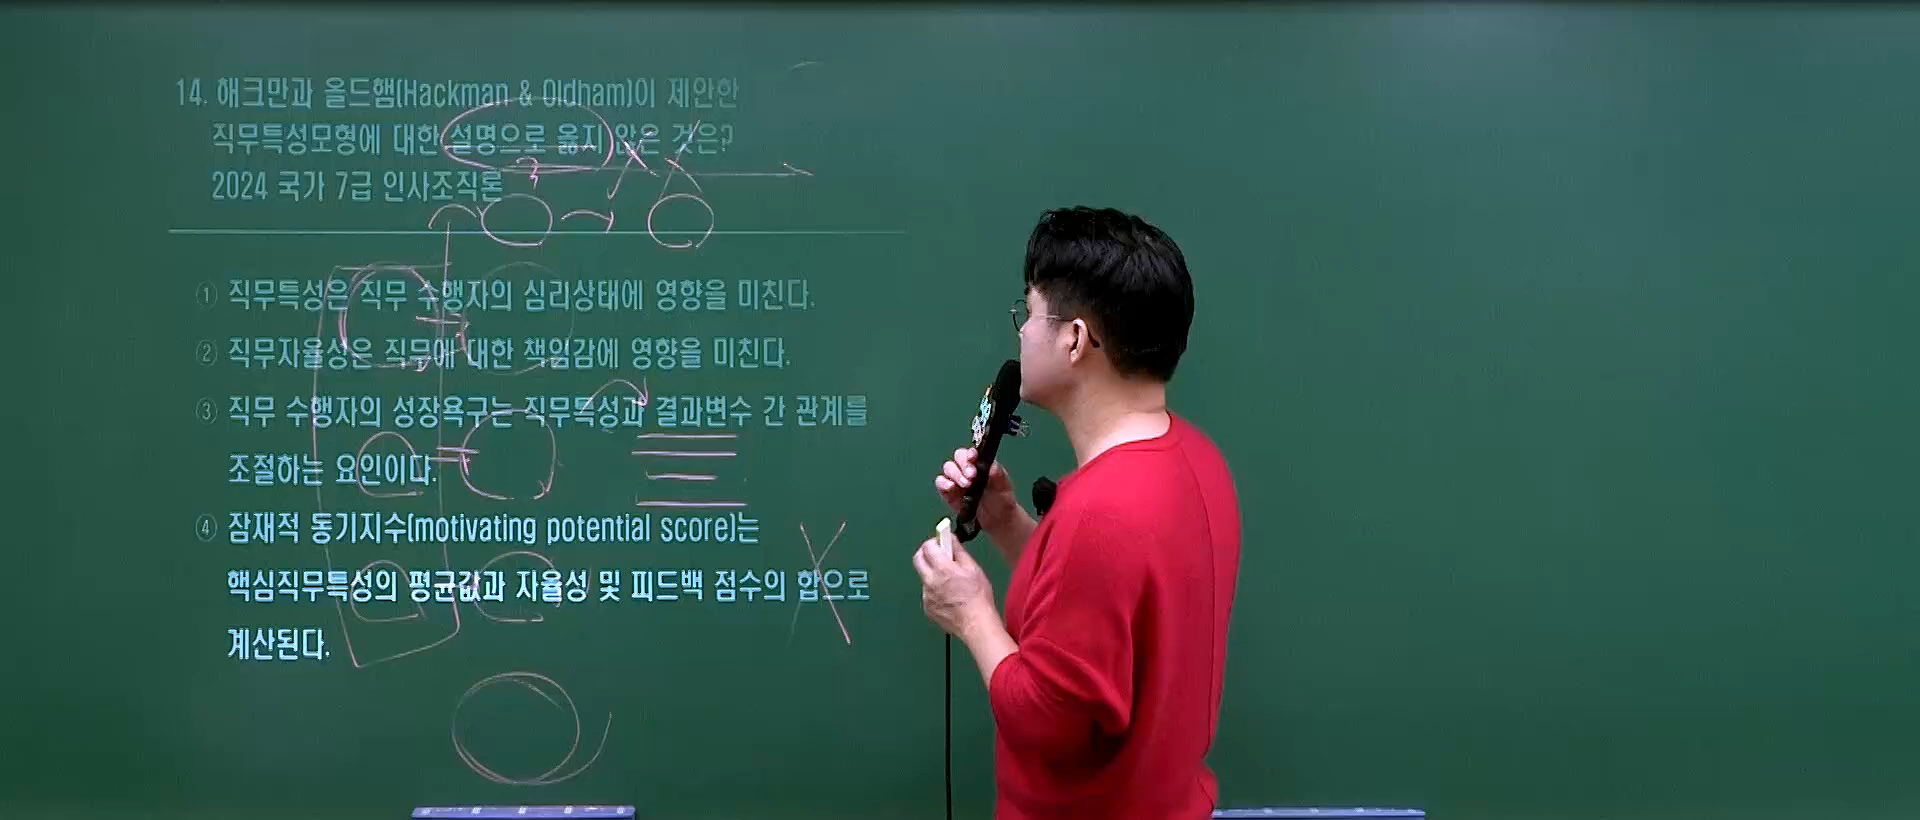 14. 해크만과 올드햄(Hackman & Oldham)이 제안한
직무특성모형에 대한 설명으로 옳지 않은 것은?
2024 국가 7급 인사조직론
① 직무특성은 직무 수행자의 심리상태에 영향을 미친다.
② 직무자율성은 직무에 대한 책임감에 영향을 미친다.
③ 직무 수행자의 성장욕구는 직무특성과 결과변수 간 관계를
조절하는 요인이다.
④ 잠재적 동기지수(motivating potential score)는
핵심직무특성의 평균값과 자율성 및 피드백 점수의 합으로
계산된다.